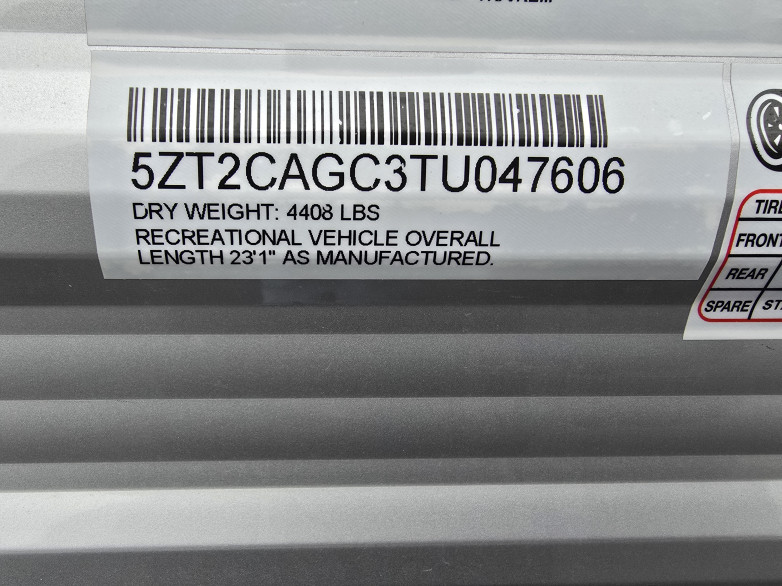 5ZT2CAGC3TU047606
DRY WEIGHT: 4408 LBS
RECREATIONAL VEHICLE OVERALL
LENGTH 23'1" AS MANUFACTURED.
TIRE
FRONT
REAR
SPARE